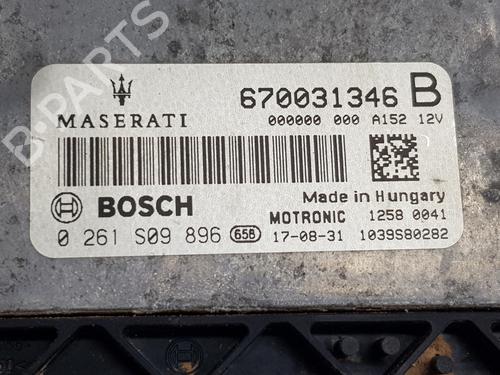 B-PARTS
670031346 B
MASERATI
000000 000 A152 12V
BOSCH
Made in Hungary
MOTRONIC 1258 0041
0 261 S09 896 65B 17-08-31 1039S80282